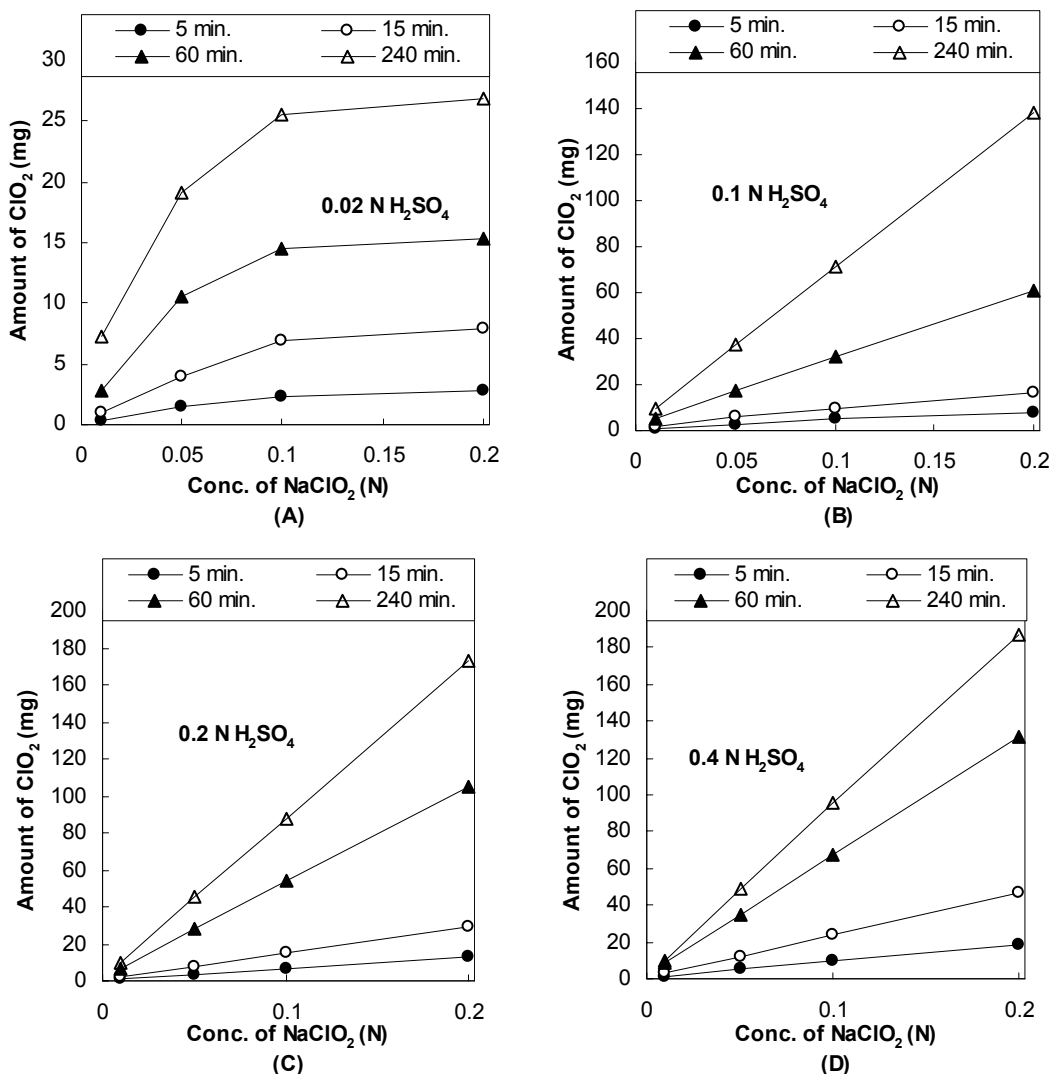 5 min. 15 min.
60 min. 240 min.
30
25
20
15
10
5
0
Amount of ClO₂ (mg)
0.02 N H₂SO₄
0 0.05 0.1 0.15 0.2
Conc. of NaClO₂ (N)
(A)
5 min. 15 min.
60 min. 240 min.
160
140
120
100
80
60
40
20
0
Amount of ClO₂ (mg)
0.1 N H₂SO₄
0 0.05 0.1 0.15 0.2
Conc. of NaClO₂ (N)
(B)
5 min. 15 min.
60 min. 240 min.
200
180
160
140
120
100
80
60
40
20
0
Amount of ClO₂ (mg)
0.2 N H₂SO₄
0 0.1 0.2
Conc. of NaClO₂ (N)
(C)
5 min. 15 min.
60 min. 240 min.
200
180
160
140
120
100
80
60
40
20
0
Amount of ClO₂ (mg)
0.4 N H₂SO₄
0 0.1 0.2
Conc. of NaClO₂ (N)
(D)